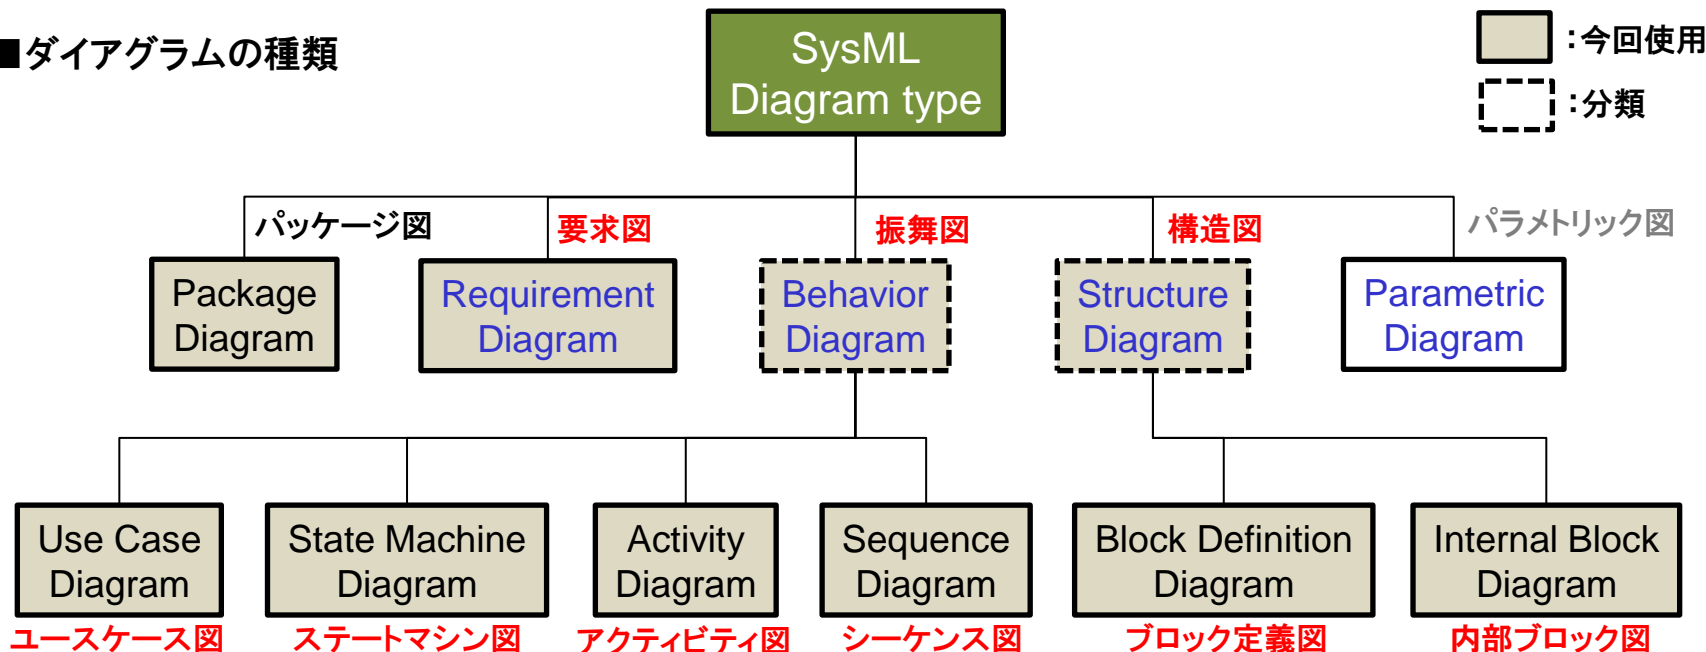 ■ダイアグラムの種類
SysML
Diagram type
:今回使用
:分類
パッケージ図
要求図
振舞図
構造図
パラメトリック図
Package
Diagram
Requirement
Diagram
Behavior
Diagram
Structure
Diagram
Parametric
Diagram
Use Case
Diagram
State Machine
Diagram
Activity
Diagram
Sequence
Diagram
Block Definition
Diagram
Internal Block
Diagram
ユースケース図
ステートマシン図
アクティビティ図
シーケンス図
ブロック定義図
内部ブロック図